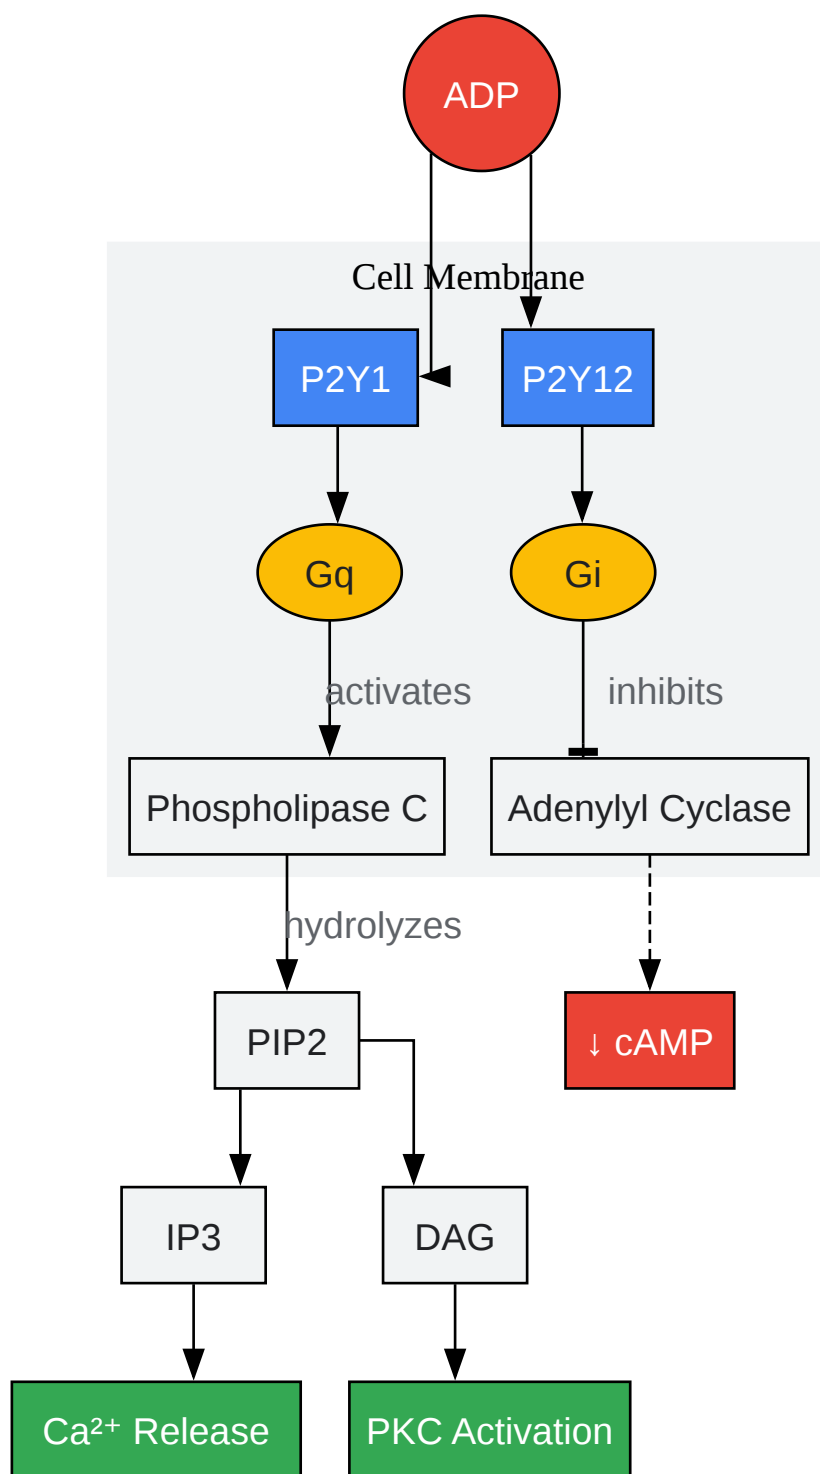 ADP
Cell Membrane
P2Y1
P2Y12
Gq
Gi
activates
inhibits
Phospholipase C
Adenylyl Cyclase
hydrolyzes
PIP2
↓ cAMP
IP3
DAG
Ca²⁺ Release
PKC Activation